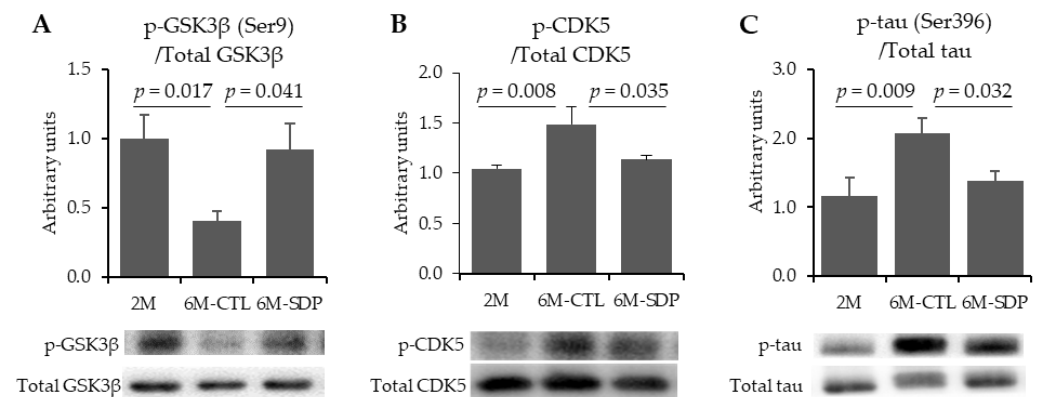 A
p-GSK3β (Ser9)
/Total GSK3β
1.5
1.0
0.5
0.0
Arbitrary units
p = 0.017
p = 0.041
2M
6M-CTL
6M-SDP
p-GSK3β
Total GSK3β
B
p-CDK5
/Total CDK5
2.0
1.5
1.0
0.5
0.0
Arbitrary units
p = 0.008
p = 0.035
2M
6M-CTL
6M-SDP
p-CDK5
Total CDK5
C
p-tau (Ser396)
/Total tau
3.0
2.0
1.0
0.0
Arbitrary units
p = 0.009
p = 0.032
2M
6M-CTL
6M-SDP
p-tau
Total tau